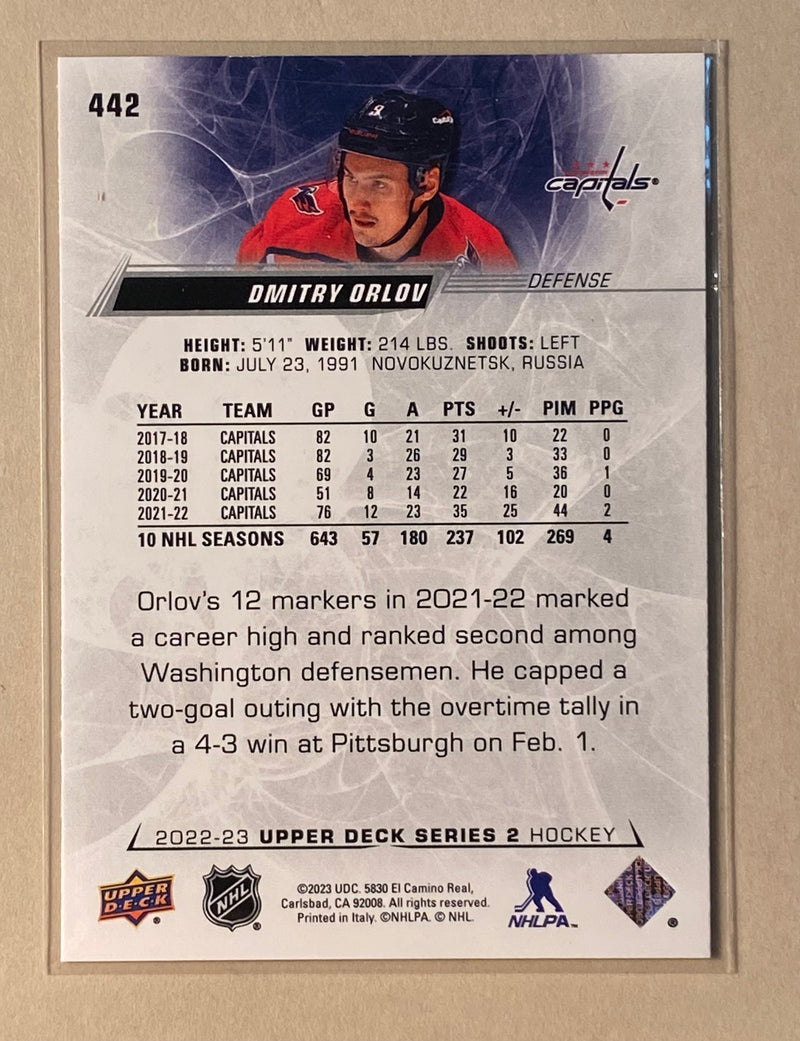 442
capitals®
DMITRY ORLOV
DEFENSE
HEIGHT: 5'11" WEIGHT: 214 LBS. SHOOTS: LEFT
BORN: JULY 23, 1991 NOVOKUZNETSK, RUSSIA
YEAR TEAM GP G A PTS +/- PIM PPG
2017-18 CAPITALS 82 10 21 31 10 22 0
2018-19 CAPITALS 82 3 26 29 3 33 0
2019-20 CAPITALS 69 4 23 27 5 36 1
2020-21 CAPITALS 51 8 14 22 16 20 0
2021-22 CAPITALS 76 12 23 35 25 44 2
10 NHL SEASONS 643 57 180 237 102 269 4
Orlov's 12 markers in 2021-22 marked
a career high and ranked second among
Washington defensemen. He capped a
two-goal outing with the overtime tally in
a 4-3 win at Pittsburgh on Feb. 1.
2022-23 UPPER DECK SERIES 2 HOCKEY
UPPER
D·E·C·K®
NHL®
©2023 UDC. 5830 El Camino Real,
Carlsbad, CA 92008. All rights reserved.
Printed in Italy. ©NHLPA. © NHL.
NHLPA™
®